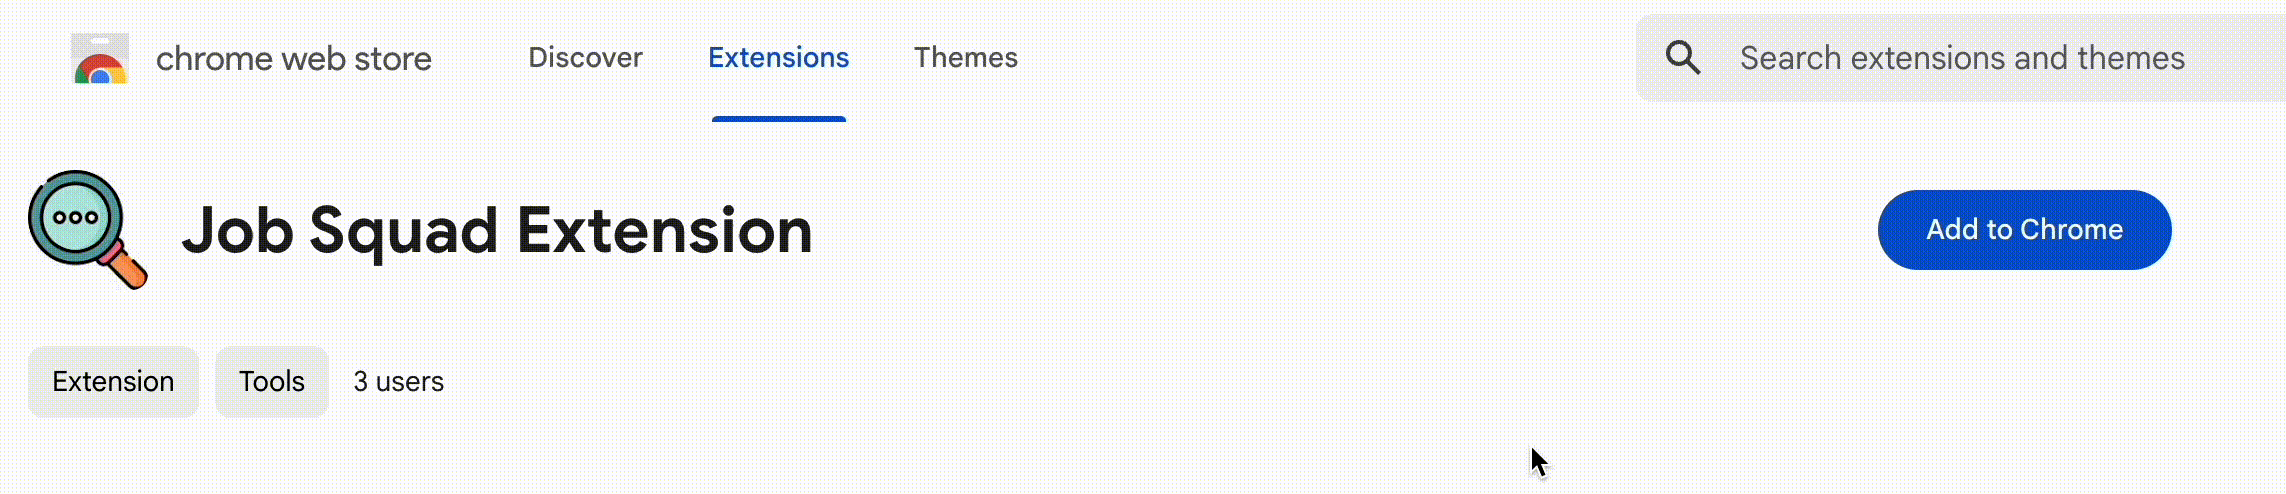 chrome web store
Discover
Extensions
Themes
Search extensions and themes
Job Squad Extension
Add to Chrome
Extension
Tools
3 users